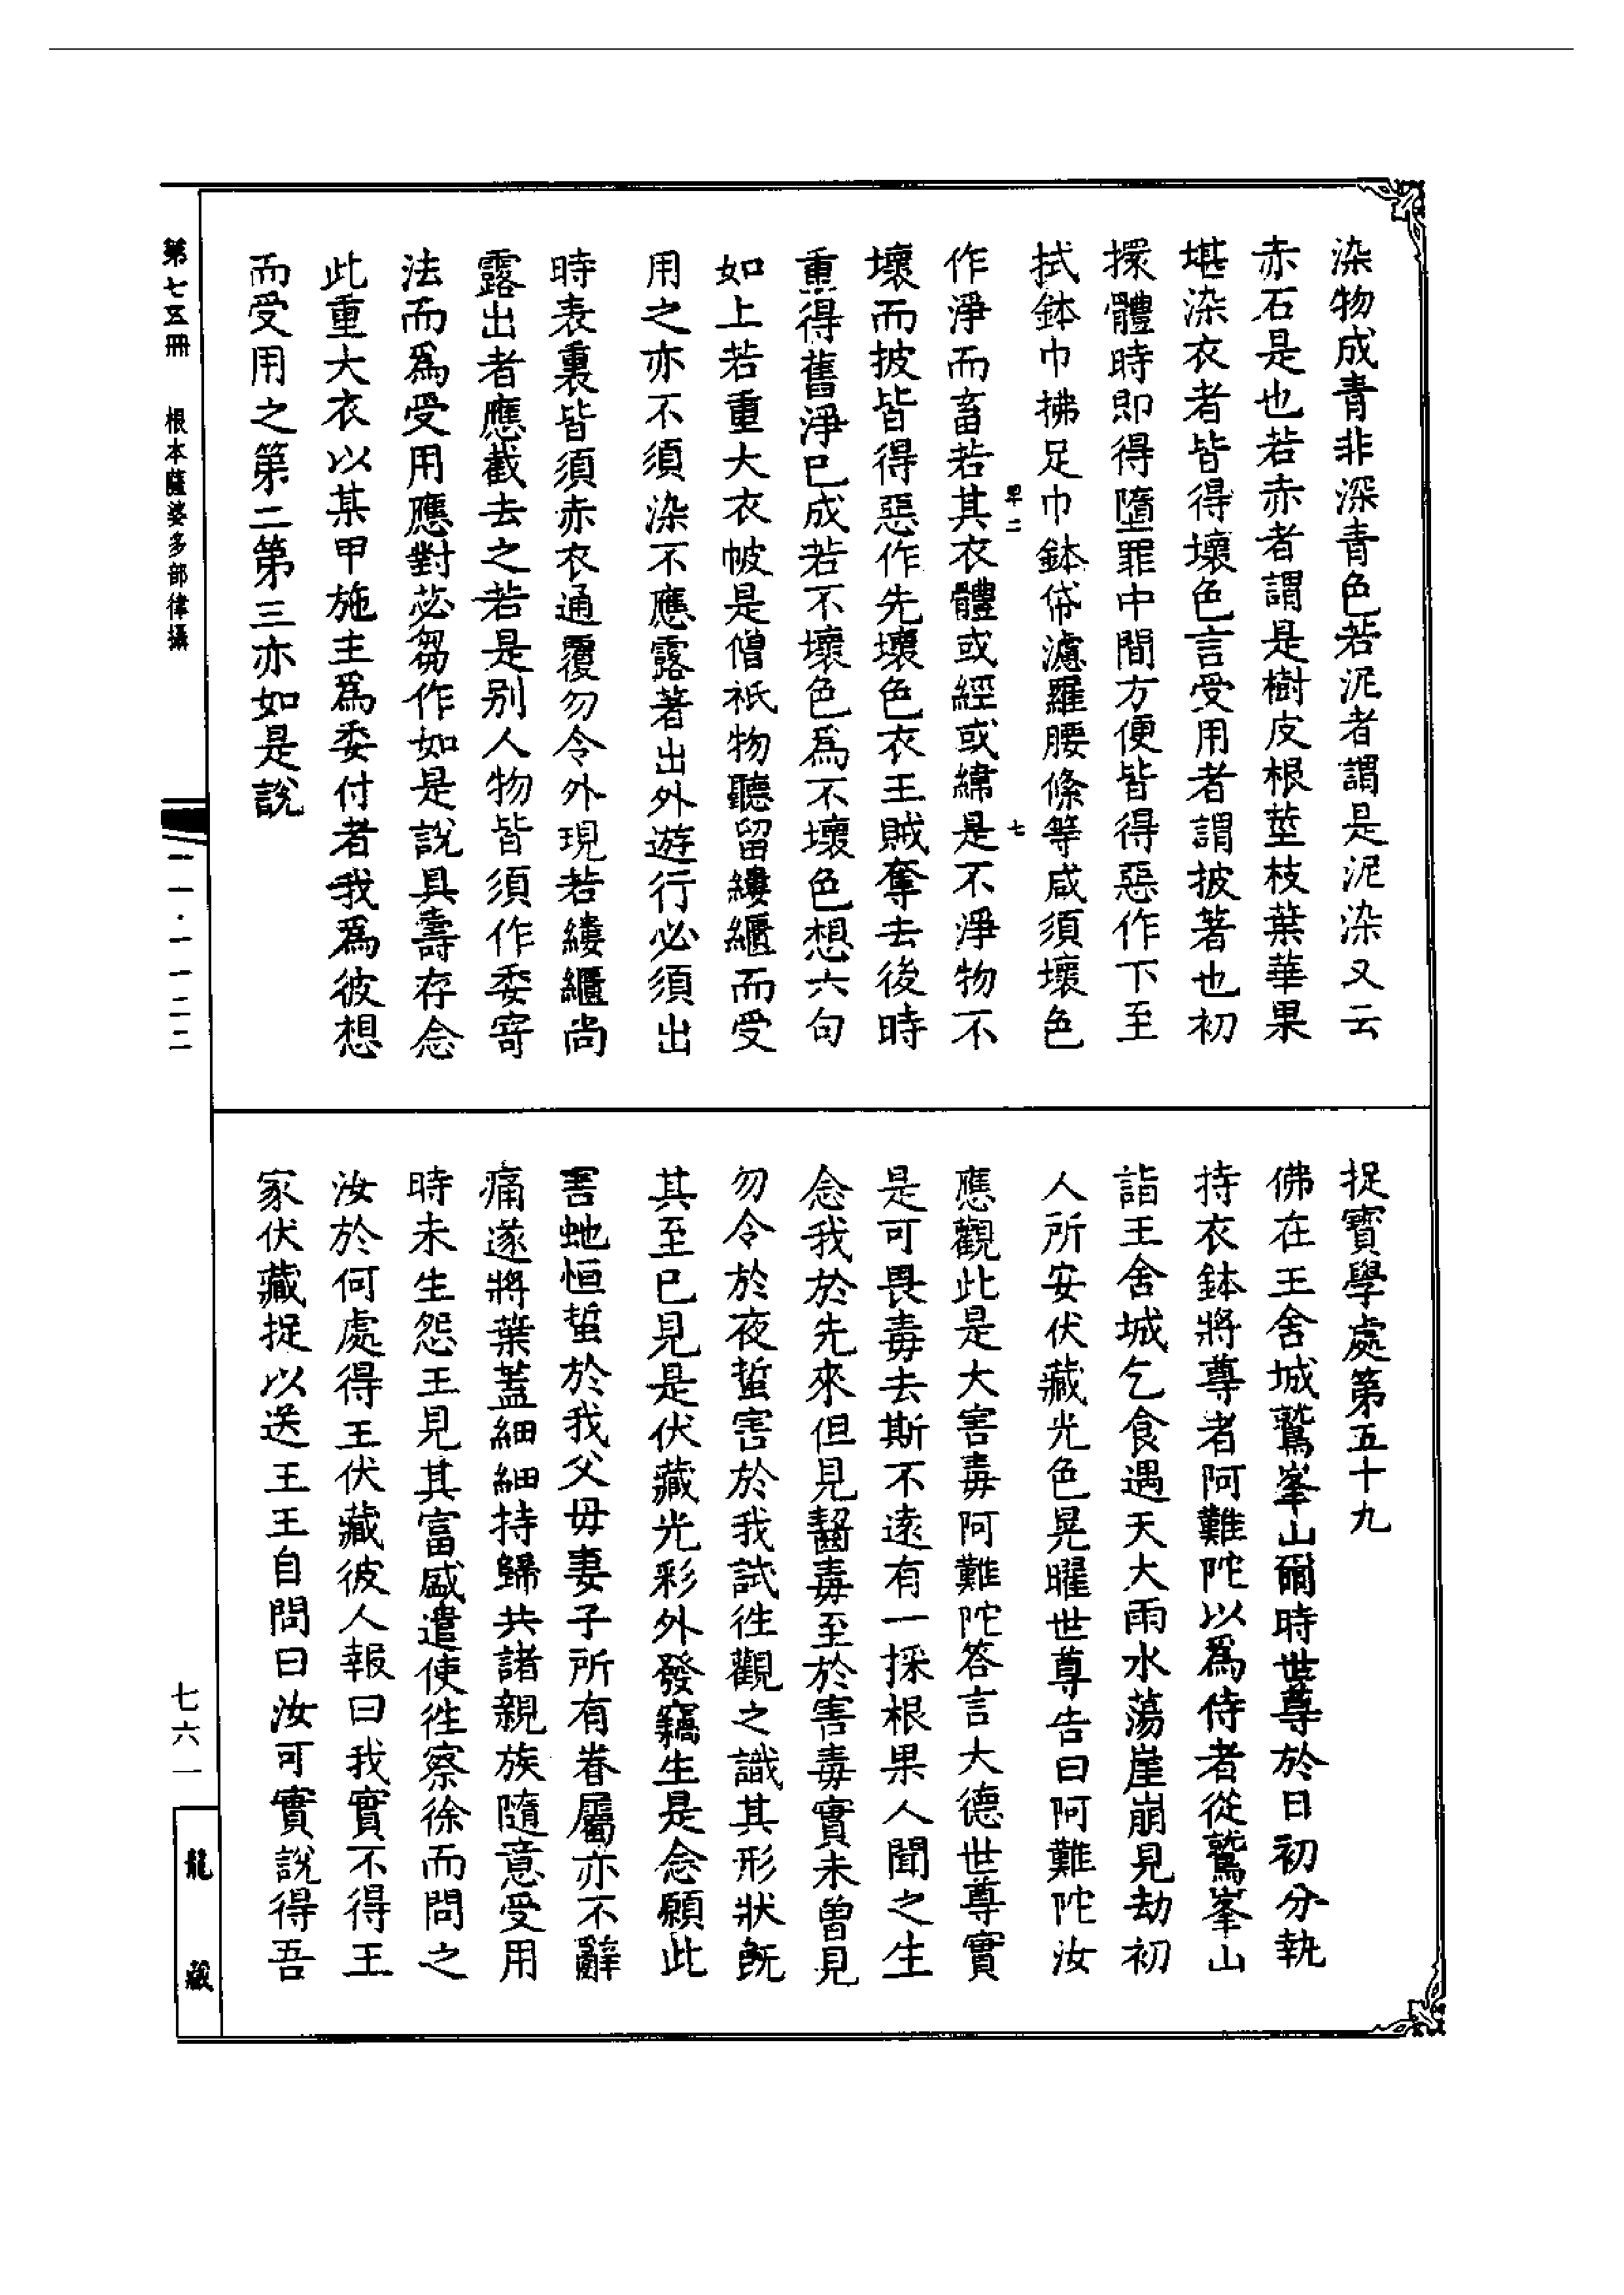 染物成青非深青色若泥者謂是泥染又云
赤石是也若赤者謂是樹皮根莖枝葉華果
堪染衣者皆得壞色言受用者謂披著也初
擐體時即得墮罪中間方便皆得惡作下至
拭鉢巾拂足巾鉢帒濾羅腰絛等咸須壞色
作淨而畜若其衣體或經或緯是不淨物不
壞而披皆得惡作先壞色衣王賊奪去後時
重得舊淨已成若不壞色為不壞色想六句
如上若重大衣帔是僧祇物聽留縷繼而受
用之亦不須染不應露著出外遊行必須出
時表裏皆須赤衣通覆勿令外現若縷繼尚
露出者應截去之若是别人物皆須作委寄
法而為受用應對苾芻作如是說具壽存念
此重大衣以某甲施主為委付者我為彼想
而受用之第二第三亦如是說
捉寶學處第五十九
佛在王舍城鷲峯山爾時世尊於日初分執
持衣鉢將尊者阿難陀以為侍者從鷲峯山
詣王舍城乞食遇天大雨水蕩崖崩見劫初
人所安伏藏光色晃曜世尊告曰阿難陀汝
應觀此是大害毒阿難陀答言大德世尊實
是可畏毒去斯不遠有一採根果人聞之生
念我於先來但見毉毒至於害毒實未曾見
勿令於夜蜇害於我試徃觀之識其形狀旣
其至已見是伏藏光彩外發竊生是念願此
害虵恒蜇於我父毋妻子所有眷屬亦不辭
痛遂將葉蓋細細持歸共諸親族隨意受用
時未生怨王見其富盛遣使徃察徐而問之
汝於何處得王伏藏彼人報曰我實不得王
家伏藏捉以送王王自問曰汝可實說得吾
第七五冊 根本薩婆多部律攝
二一·一一二二
七六一
龍藏